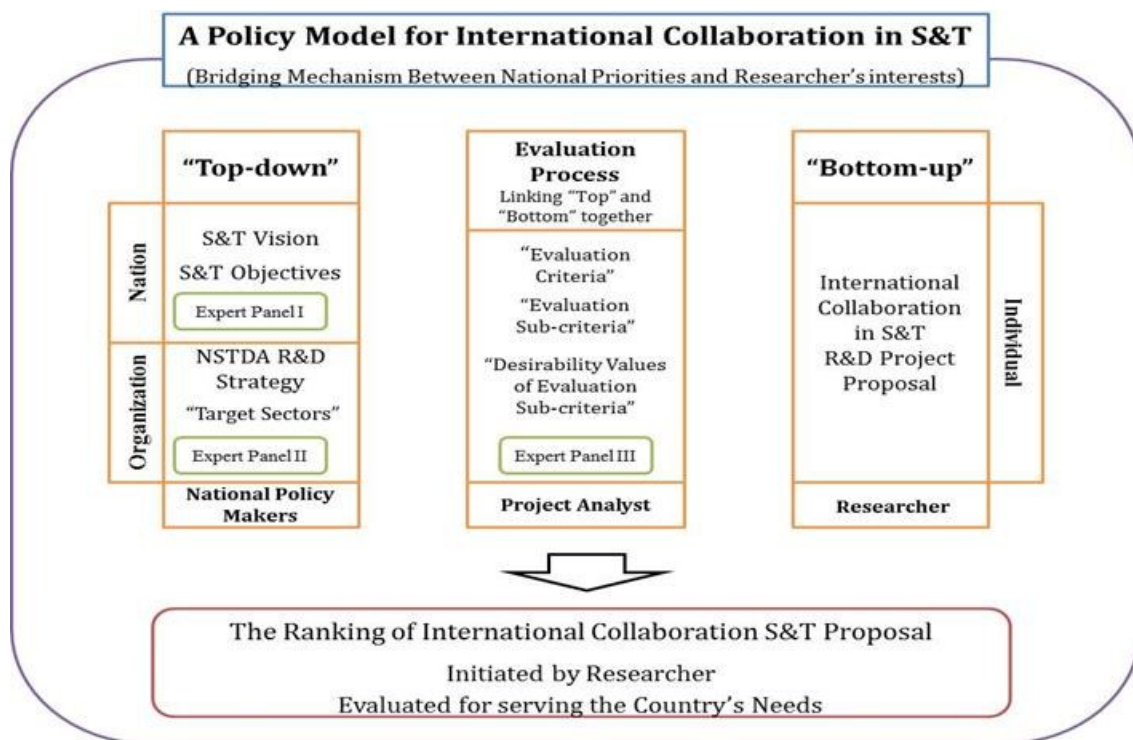 A Policy Model for International Collaboration in S&T
(Bridging Mechanism Between National Priorities and Researcher's interests)
"Top-down"
Nation
S&T Vision
S&T Objectives
Expert Panel I
Organization
NSTDA R&D
Strategy
"Target Sectors"
Expert Panel II
National Policy
Makers
Evaluation
Process
Linking "Top" and
"Bottom" together
"Evaluation
Criteria"
"Evaluation
Sub-criteria"
"Desirability Values
of Evaluation
Sub-criteria"
Expert Panel III
Project Analyst
"Bottom-up"
International
Collaboration
in S&T
R&D Project
Proposal
Individual
Researcher
The Ranking of International Collaboration S&T Proposal
Initiated by Researcher
Evaluated for serving the Country's Needs